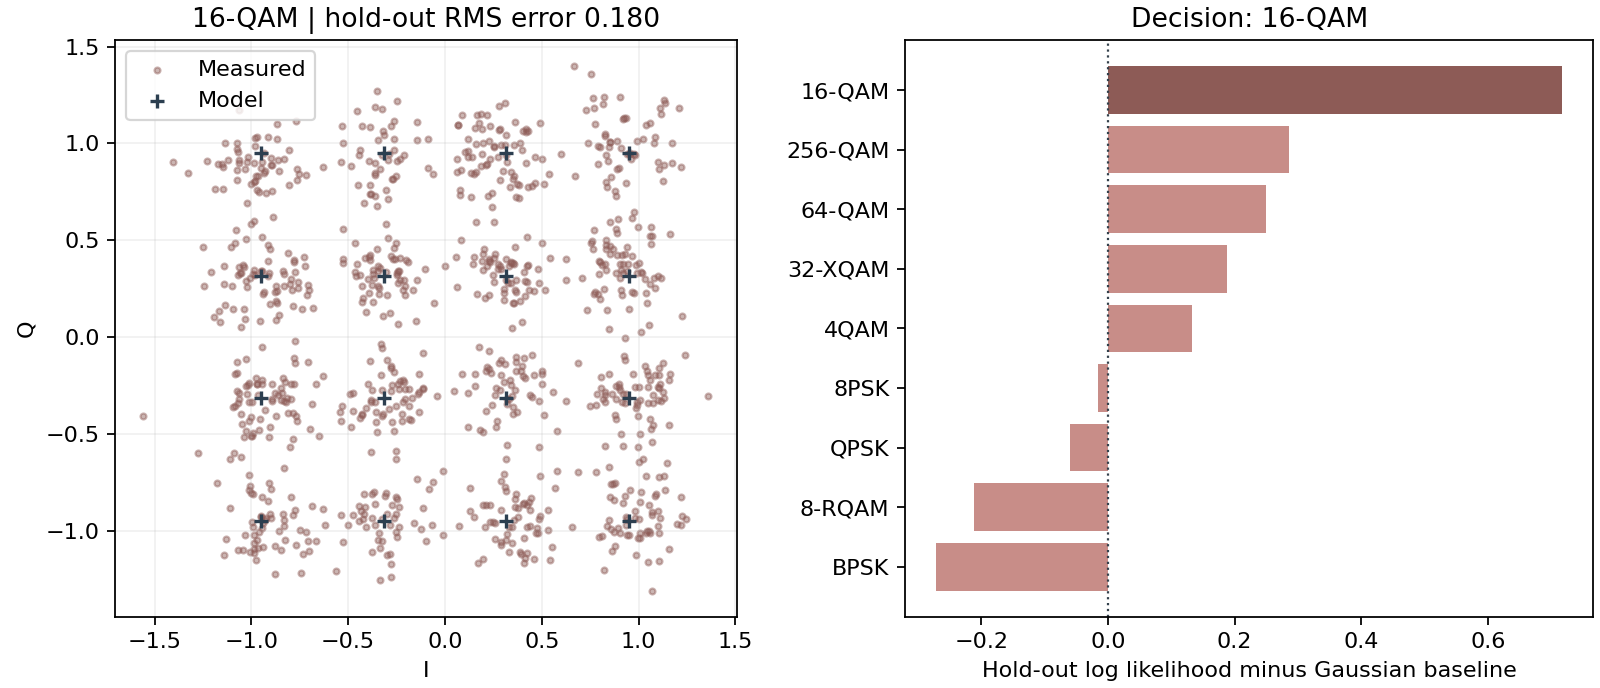 16-QAM | hold-out RMS error 0.180
Measured
Model
1.5
1.0
0.5
0.0
−0.5
−1.0
Q
−1.5
−1.0
−0.5
0.0
0.5
1.0
1.5
I
Decision: 16-QAM
16-QAM
256-QAM
64-QAM
32-XQAM
4QAM
8PSK
QPSK
8-RQAM
BPSK
−0.2
0.0
0.2
0.4
0.6
Hold-out log likelihood minus Gaussian baseline